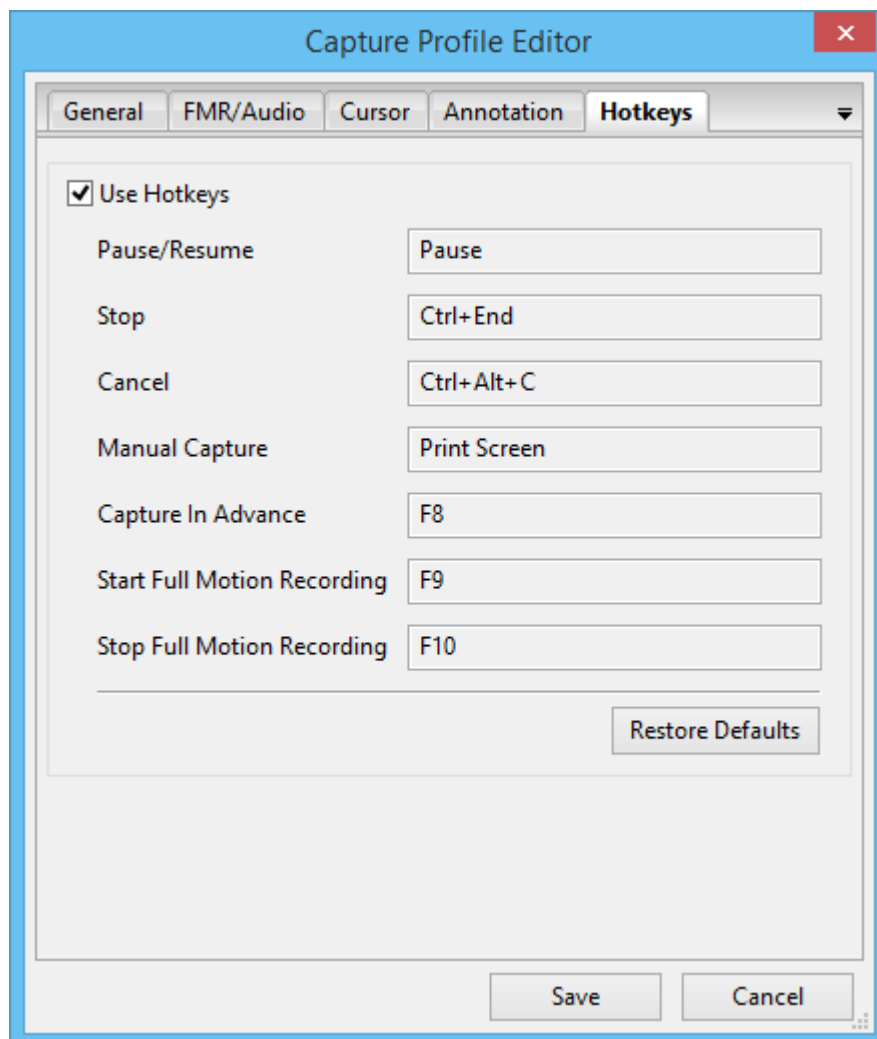 Capture Profile Editor
General FMR/Audio Cursor Annotation Hotkeys
Use Hotkeys
Pause/Resume Pause
Stop Ctrl+End
Cancel Ctrl+Alt+C
Manual Capture Print Screen
Capture In Advance F8
Start Full Motion Recording F9
Stop Full Motion Recording F10
Restore Defaults
Save Cancel